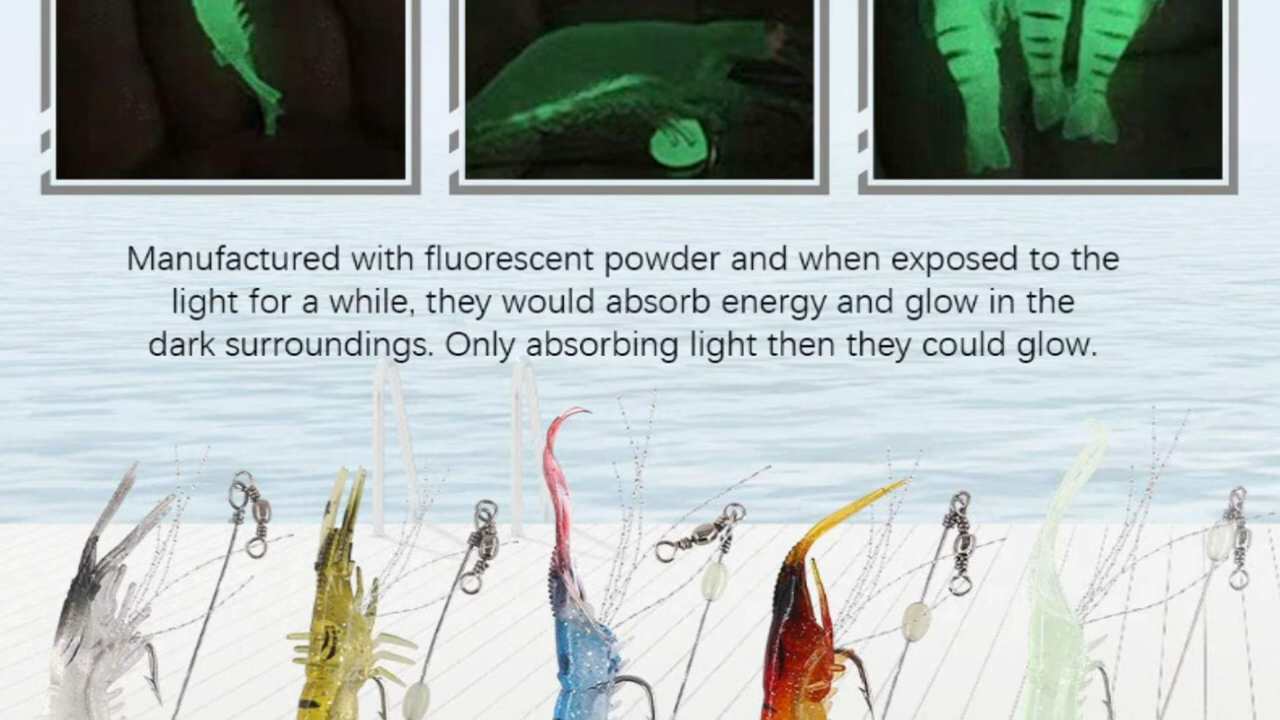 Manufactured with fluorescent powder and when exposed to the
light for a while, they would absorb energy and glow in the
dark surroundings. Only absorbing light then they could glow.